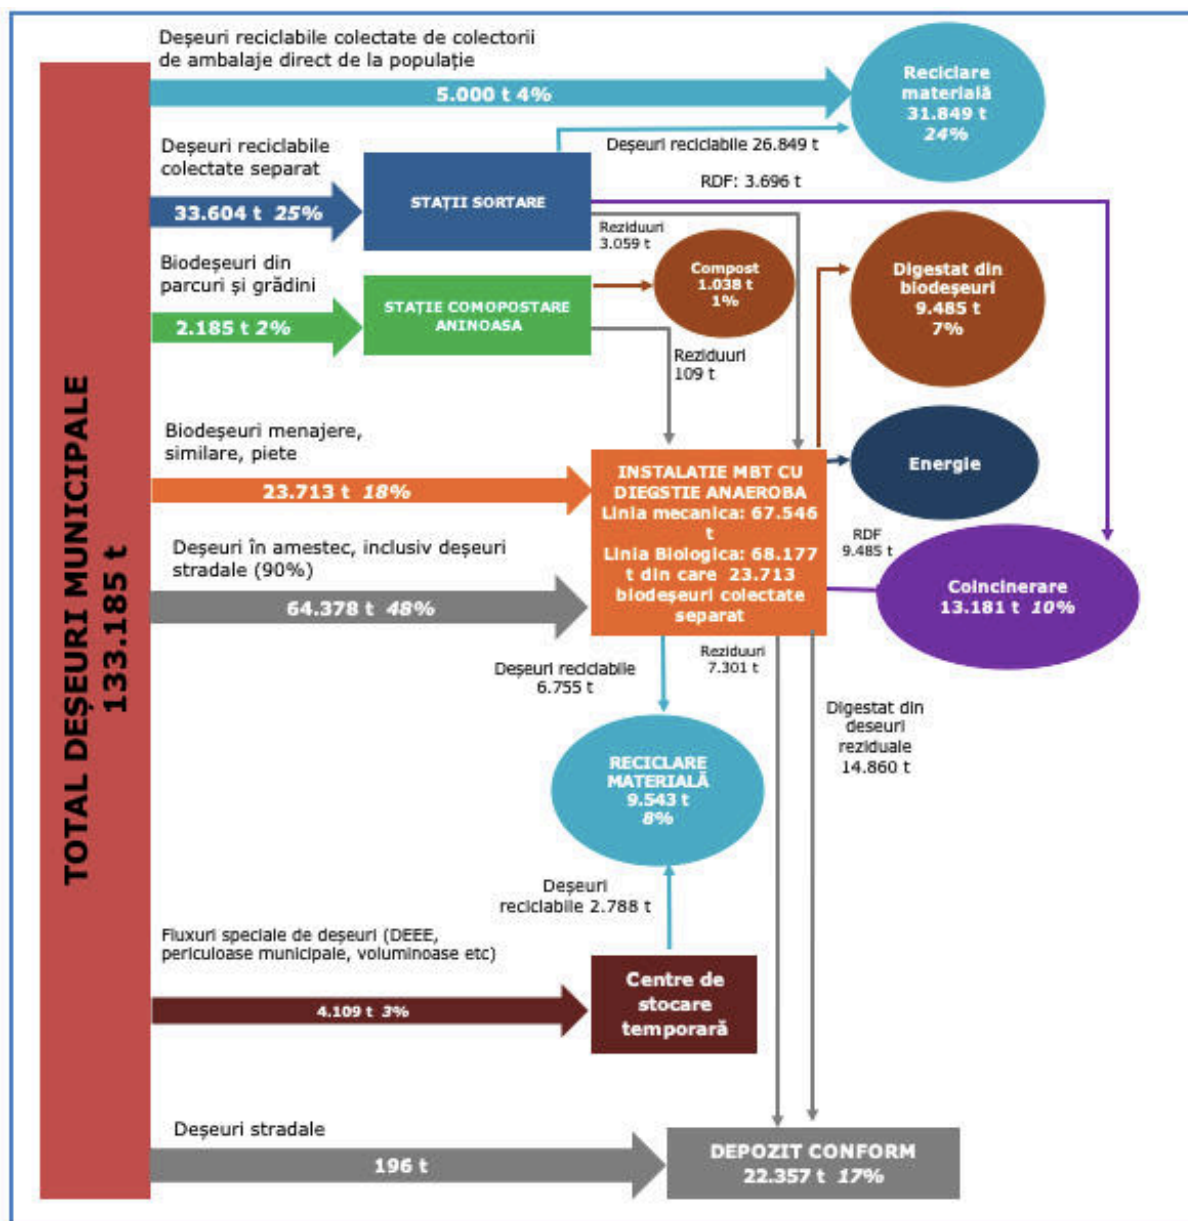 Deșeuri reciclabile colectate de colectorii
de ambalaje direct de la populație
5.000 t 4%
Reciclare
materială
31.849 t
24%
Deșeuri reciclabile
colectate separat
33.604 t 25%
STAȚII SORTARE
Deșeuri reciclabile 26.849 t
RDF: 3.696 t
Reziduuri
3.059 t
Biodeșeuri din
parcuri și grădini
2.185 t 2%
STAȚIE COMOPOSTARE
ANINOASA
Compost
1.038 t
1%
Reziduuri
109 t
Digestat din
biodeșeuri
9.485 t
7%
TOTAL DEȘEURI MUNICIPALE
133.185 t
Biodeșeuri menajere,
similare, piete
23.713 t 18%
INSTALATIE MBT CU
DIEGSTIE ANAEROBA
Linia mecanica: 67.546
t
Linia Biologica: 68.177
t din care 23.713
biodeșeuri colectate
separat
Energie
RDF
9.485 t
Coincinerare
13.181 t 10%
Deșeuri în amestec, inclusiv deșeuri
stradale (90%)
64.378 t 48%
Deșeuri reciclabile
6.755 t
Reziduuri
7.301 t
Digestat din
deseuri
reziduale
14.860 t
RECICLARE
MATERIALĂ
9.543 t
8%
Deșeuri
reciclabile 2.788 t
Fluxuri speciale de deșeuri (DEEE,
periculoase municipale, voluminoase etc)
4.109 t 3%
Centre de
stocare
temporară
Deșeuri stradale
196 t
DEPOZIT CONFORM
22.357 t 17%